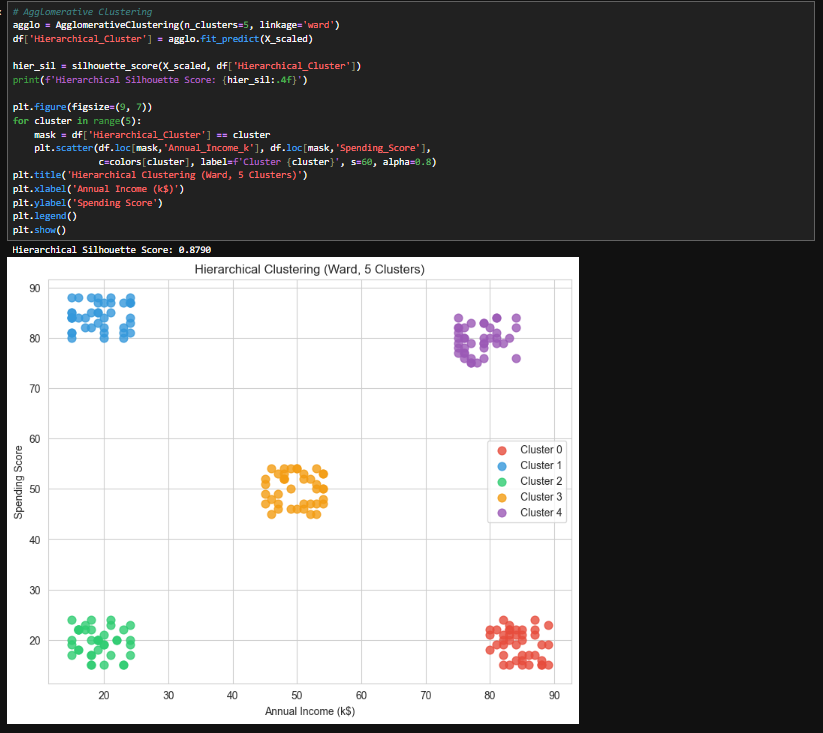 # Agglomerative Clustering
agglo = AgglomerativeClustering(n_clusters=5, linkage='ward')
df['Hierarchical_Cluster'] = agglo.fit_predict(X_scaled)
hier_sil = silhouette_score(X_scaled, df['Hierarchical_Cluster'])
print(f'Hierarchical Silhouette Score: {hier_sil:.4f}')
plt.figure(figsize=(9, 7))
for cluster in range(5):
    mask = df['Hierarchical_Cluster'] == cluster
    plt.scatter(df.loc[mask,'Annual_Income_k'], df.loc[mask,'Spending_Score'],
                c=colors[cluster], label=f'Cluster {cluster}', s=60, alpha=0.8)
plt.title('Hierarchical Clustering (Ward, 5 Clusters)')
plt.xlabel('Annual Income (k$)')
plt.ylabel('Spending Score')
plt.legend()
plt.show()
Hierarchical Silhouette Score: 0.8790
Hierarchical Clustering (Ward, 5 Clusters)
90
80
70
60
50
40
30
20
Spending Score
Cluster 0
Cluster 1
Cluster 2
Cluster 3
Cluster 4
20 30 40 50 60 70 80 90
Annual Income (k$)